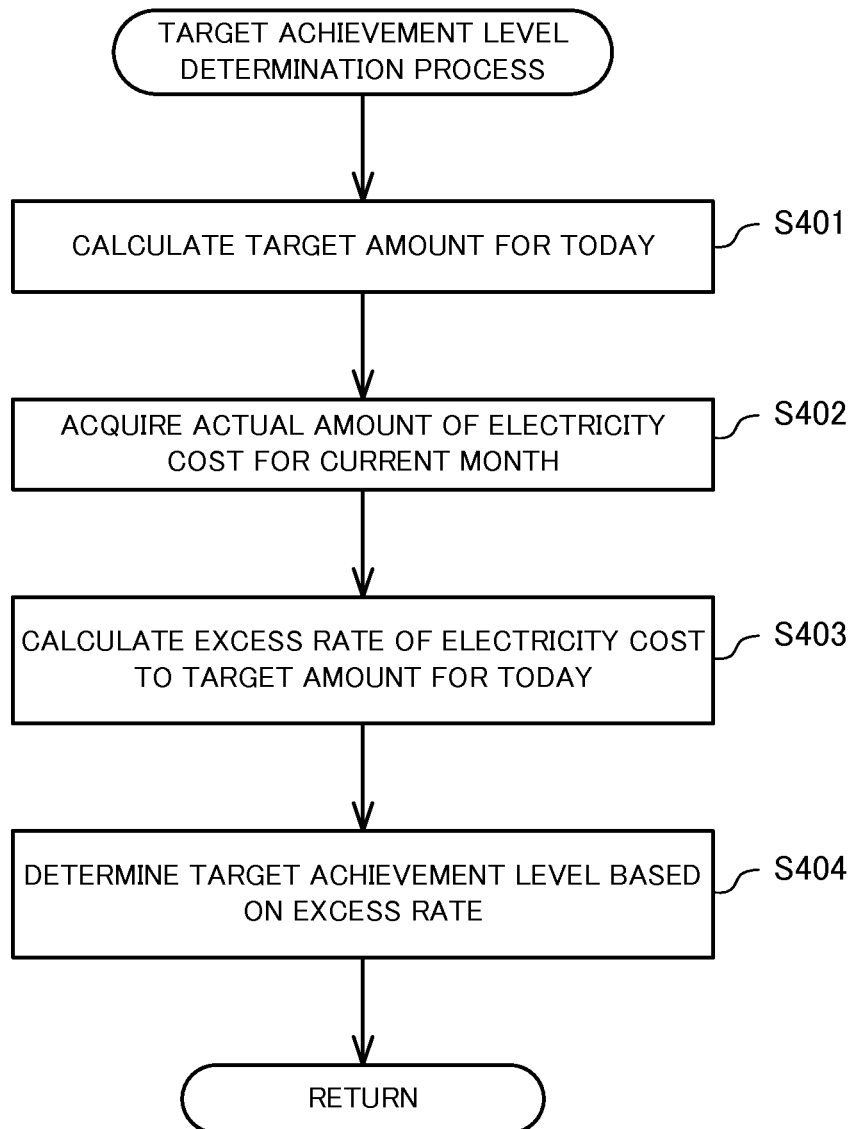 TARGET ACHIEVEMENT LEVEL
DETERMINATION PROCESS
CALCULATE TARGET AMOUNT FOR TODAY
S401
ACQUIRE ACTUAL AMOUNT OF ELECTRICITY
COST FOR CURRENT MONTH
S402
CALCULATE EXCESS RATE OF ELECTRICITY COST
TO TARGET AMOUNT FOR TODAY
S403
DETERMINE TARGET ACHIEVEMENT LEVEL BASED
ON EXCESS RATE
S404
RETURN